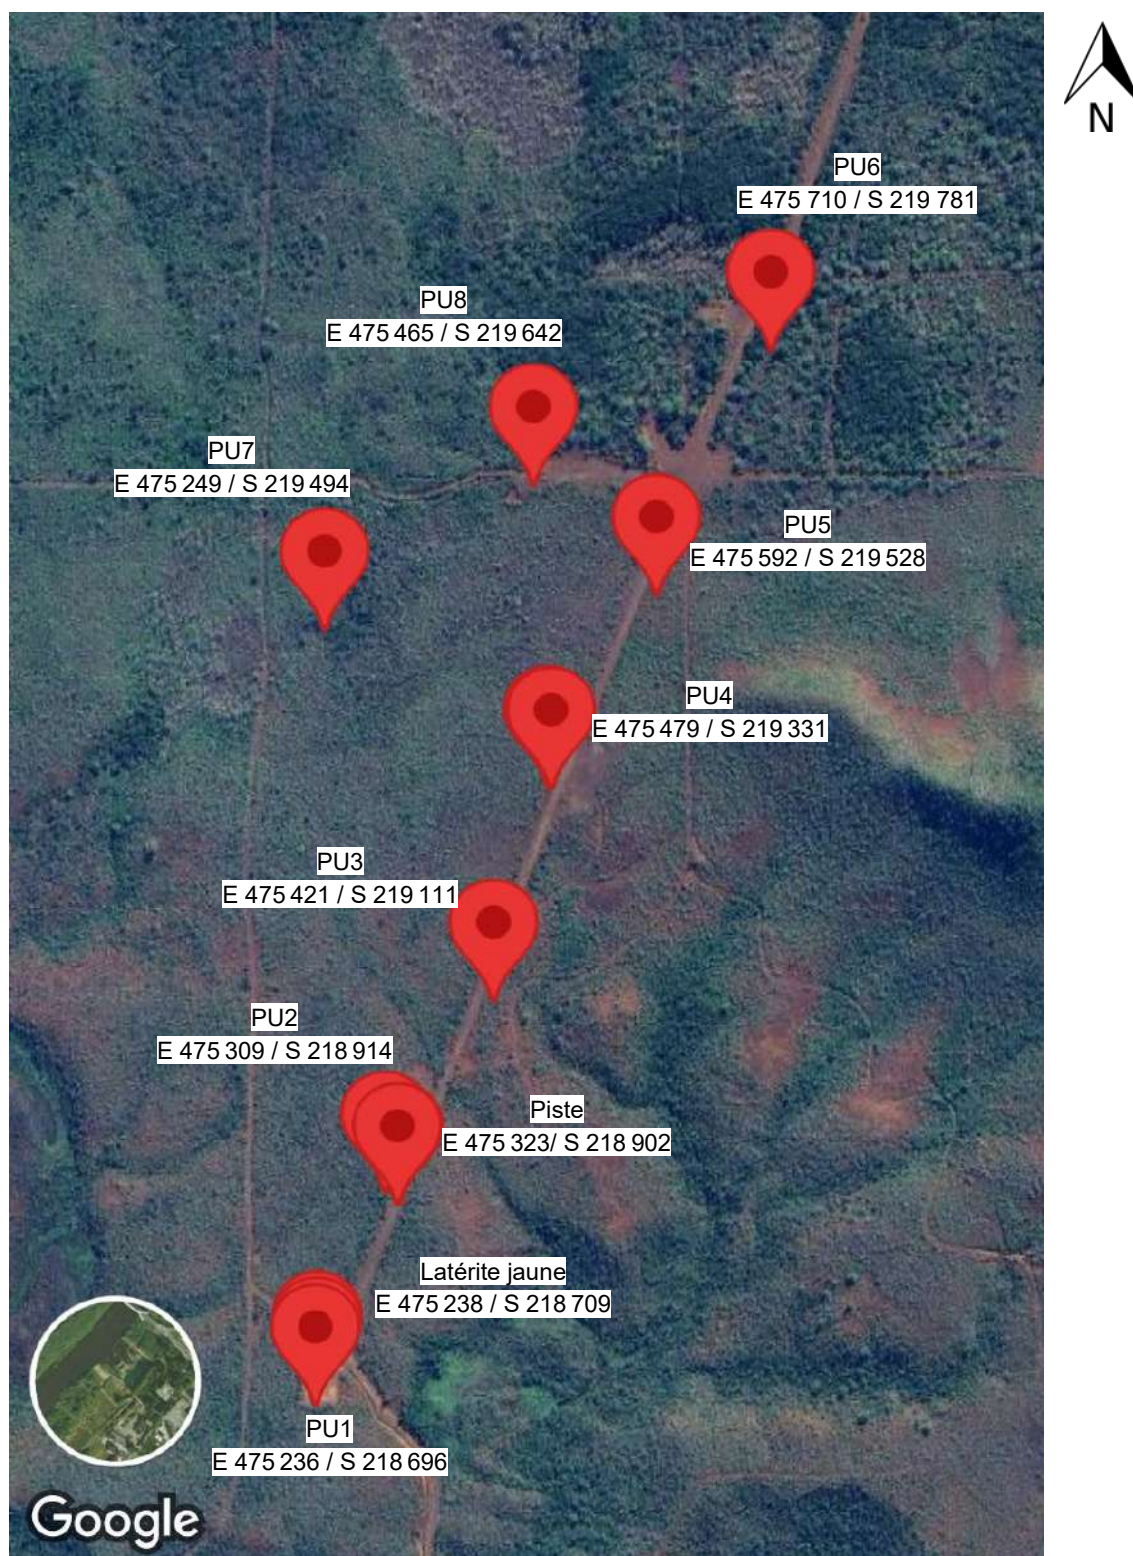 N
PU6
E 475 710 / S 219 781
PU8
E 475 465 / S 219 642
PU7
E 475 249 / S 219 494
PU5
E 475 592 / S 219 528
PU4
E 475 479 / S 219 331
PU3
E 475 421 / S 219 111
PU2
E 475 309 / S 218 914
Piste
E 475 323/ S 218 902
Latérite jaune
E 475 238 / S 218 709
PU1
E 475 236 / S 218 696
Google